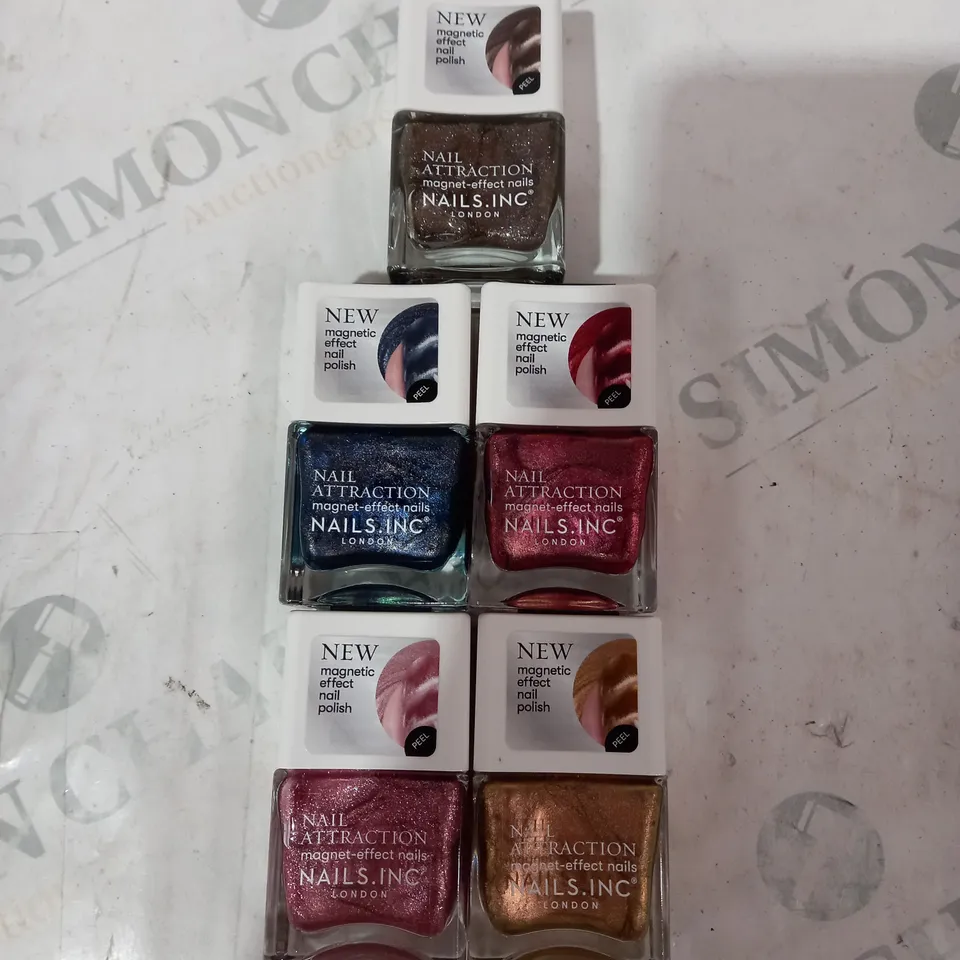 NEW
magnetic
effect
nail
polish
PEEL
NAIL
ATTRACTION
magnet-effect nails
NAILS.INC®
LONDON
NEW
magnetic
effect
nail
polish
PEEL
NAIL
ATTRACTION
magnet-effect nails
NAILS.INC®
LONDON
NEW
magnetic
effect
nail
polish
PEEL
NAIL
ATTRACTION
magnet-effect nails
NAILS.INC®
LONDON
NEW
magnetic
effect
nail
polish
PEEL
NAIL
ATTRACTION
magnet-effect nails
NAILS.INC®
LONDON
NEW
magnetic
effect
nail
polish
PEEL
NAIL
ATTRACTION
magnet-effect nails
NAILS.INC®
LONDON
SIMON CH
Auctioneer
SIMON
N CHA